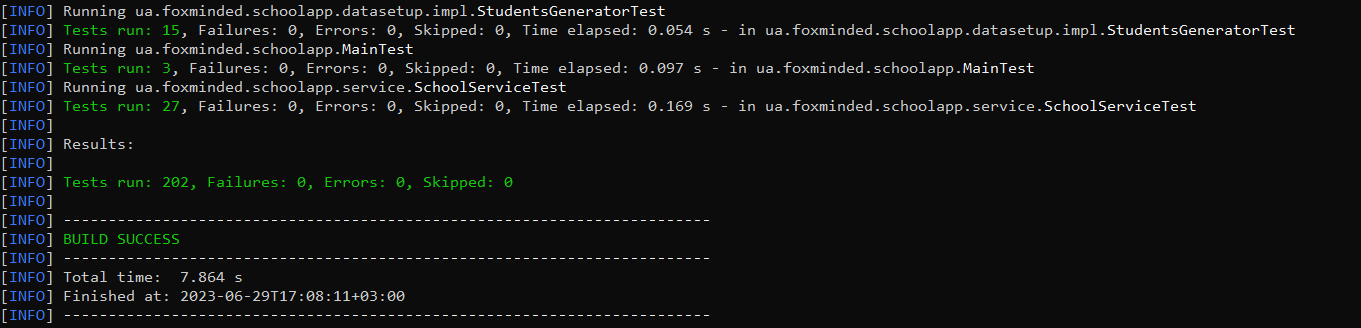 [INFO] Running ua.foxminded.schoolapp.datasetup.impl.StudentsGeneratorTest
[INFO] Tests run: 15, Failures: 0, Errors: 0, Skipped: 0, Time elapsed: 0.054 s - in ua.foxminded.schoolapp.datasetup.impl.StudentsGeneratorTest
[INFO] Running ua.foxminded.schoolapp.MainTest
[INFO] Tests run: 3, Failures: 0, Errors: 0, Skipped: 0, Time elapsed: 0.097 s - in ua.foxminded.schoolapp.MainTest
[INFO] Running ua.foxminded.schoolapp.service.SchoolServiceTest
[INFO] Tests run: 27, Failures: 0, Errors: 0, Skipped: 0, Time elapsed: 0.169 s - in ua.foxminded.schoolapp.service.SchoolServiceTest
[INFO]
[INFO] Results:
[INFO]
[INFO] Tests run: 202, Failures: 0, Errors: 0, Skipped: 0
[INFO]
[INFO] ------------------------------------------------------------------------
[INFO] BUILD SUCCESS
[INFO] ------------------------------------------------------------------------
[INFO] Total time:  7.864 s
[INFO] Finished at: 2023-06-29T17:08:11+03:00
[INFO] ------------------------------------------------------------------------